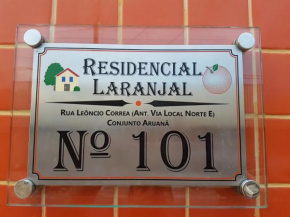 Residencial
Laranjal
Rua Leôncio Correa (Ant. Via Local Norte E)
Conjunto Aruanã
Nº 101